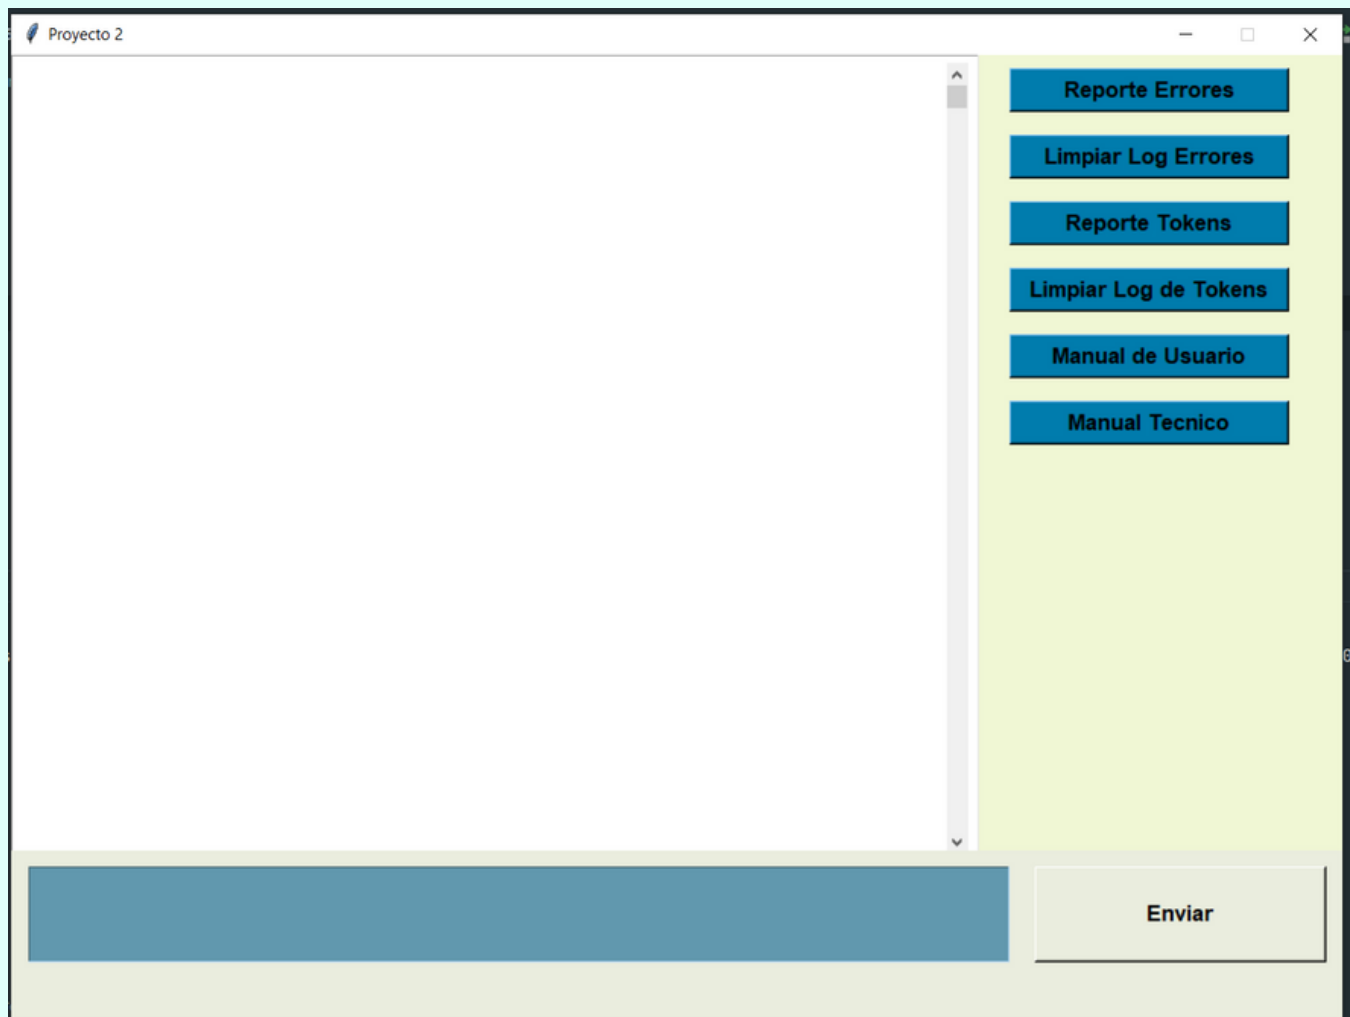 Proyecto 2
Reporte Errores
Limpiar Log Errores
Reporte Tokens
Limpiar Log de Tokens
Manual de Usuario
Manual Tecnico
Enviar